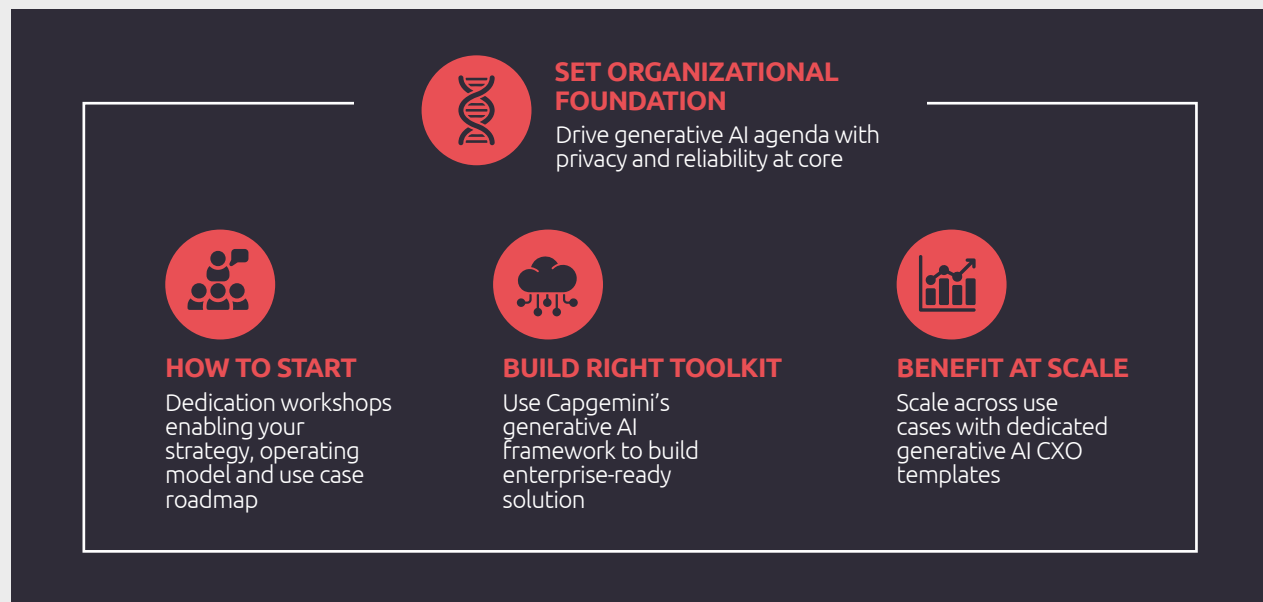 SET ORGANIZATIONAL
FOUNDATION
Drive generative AI agenda with
privacy and reliability at core
HOW TO START
Dedication workshops
enabling your
strategy, operating
model and use case
roadmap
BUILD RIGHT TOOLKIT
Use Capgemini’s
generative AI
framework to build
enterprise-ready
solution
BENEFIT AT SCALE
Scale across use
cases with dedicated
generative AI CXO
templates